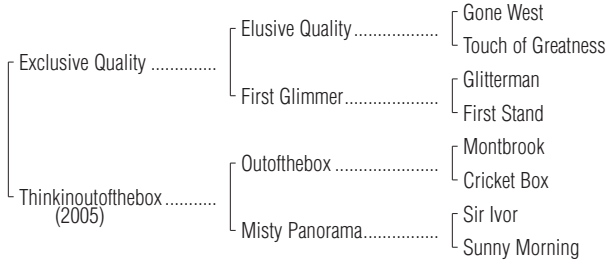 Gone West
Elusive Quality ..................
Touch of Greatness
Exclusive Quality ..............
Glitterman
First Glimmer....................
First Stand
Montbrook
Outofthebox ......................
Cricket Box
Thinkinoutofthebox ...........
(2005)
Sir Ivor
Misty Panorama................
Sunny Morning